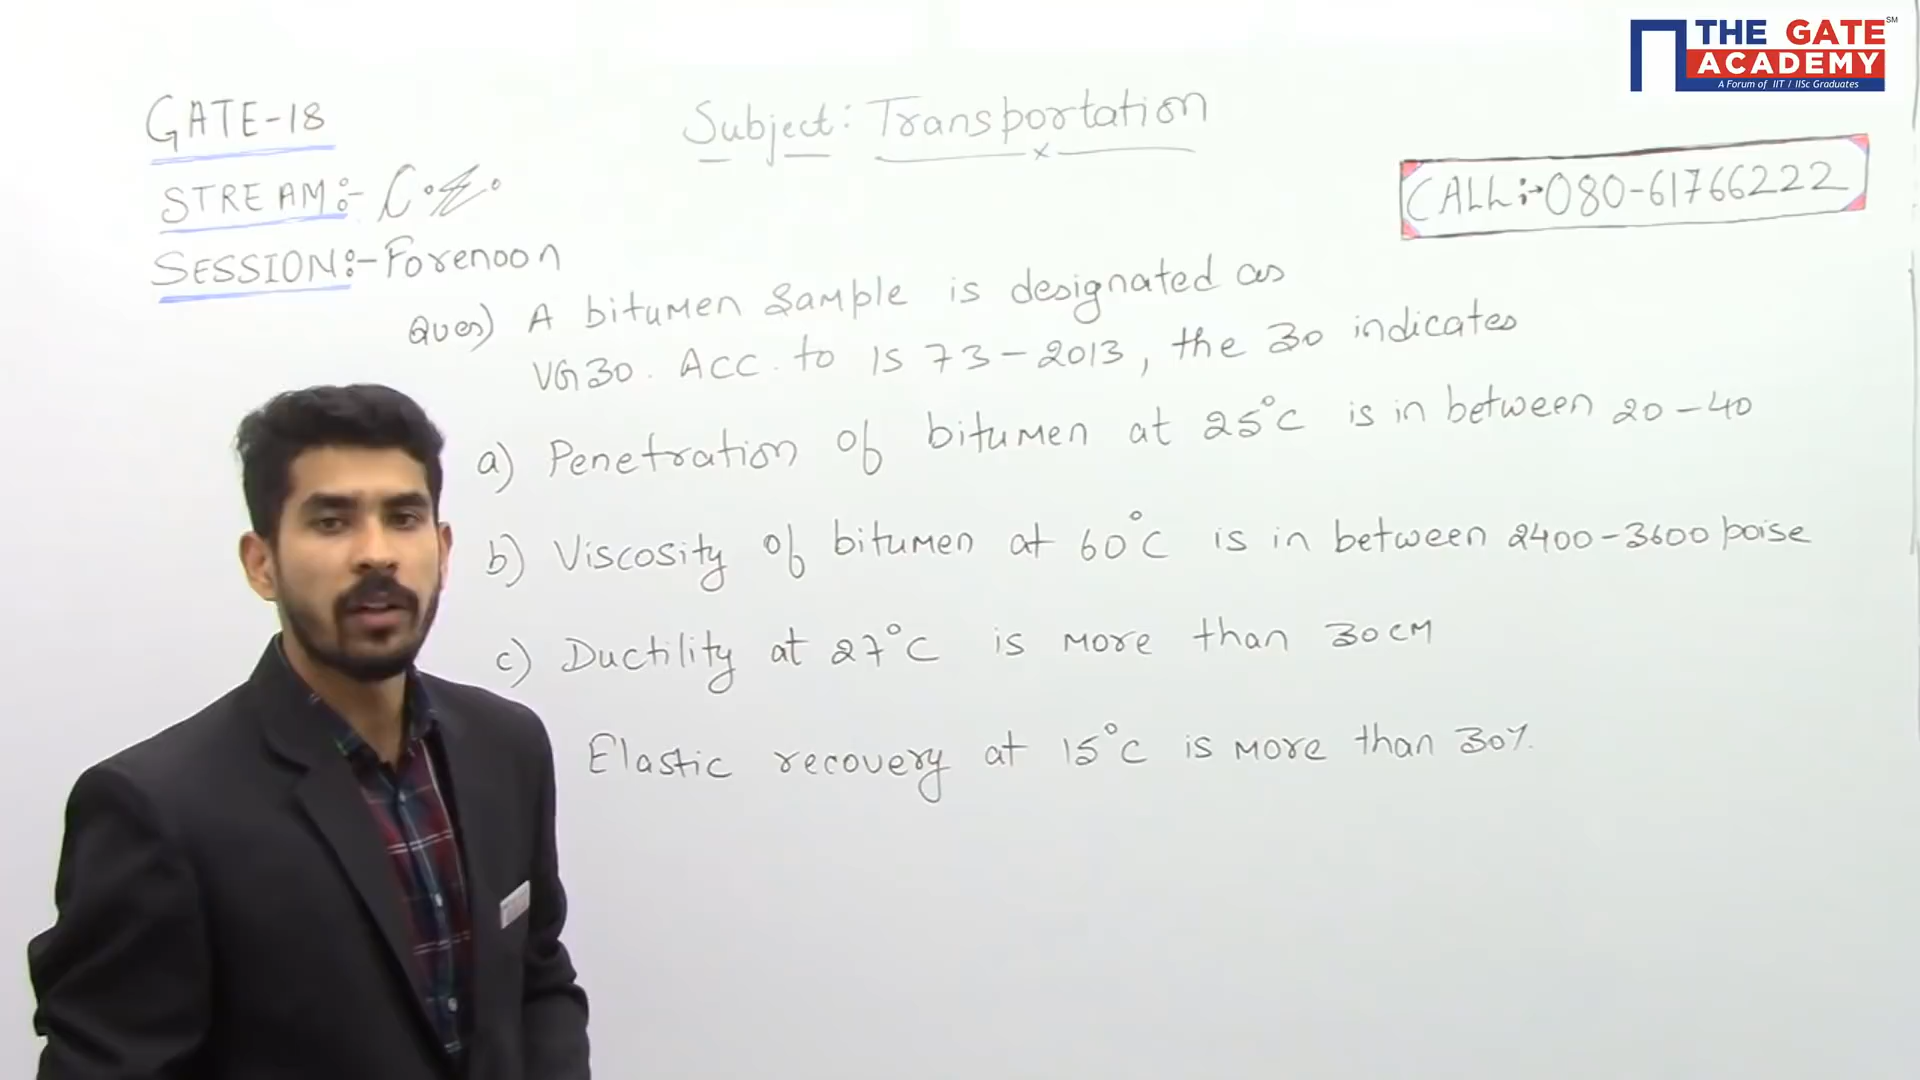 THE GATE
ACADEMY
SM
A Forum of IIT / IISc Graduates
GATE-18
Subject: Transportation
STREAM:- C.E.
CALL:-080-61766222
SESSION:-Forenoon
Ques) A bitumen sample is designated as
VG30. Acc. to IS 73-2013, the 30 indicates
a) Penetration of bitumen at 25°C is in between 20-40
b) Viscosity of bitumen at 60°C is in between 2400-3600 poise
c) Ductility at 27°C is more than 30cm
Elastic recovery at 15°C is more than 30%.